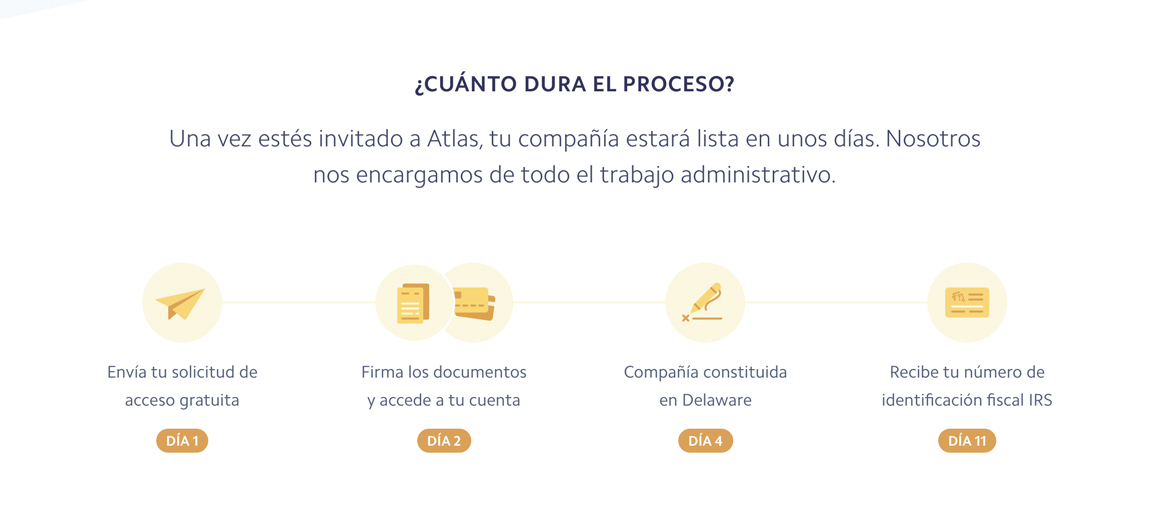 ¿CUÁNTO DURA EL PROCESO?
Una vez estés invitado a Atlas, tu compañía estará lista en unos días. Nosotros
nos encargamos de todo el trabajo administrativo.
Envía tu solicitud de
acceso gratuita
DÍA 1
Firma los documentos
y accede a tu cuenta
DÍA 2
Compañía constituida
en Delaware
DÍA 4
Recibe tu número de
identificación fiscal IRS
DÍA 11